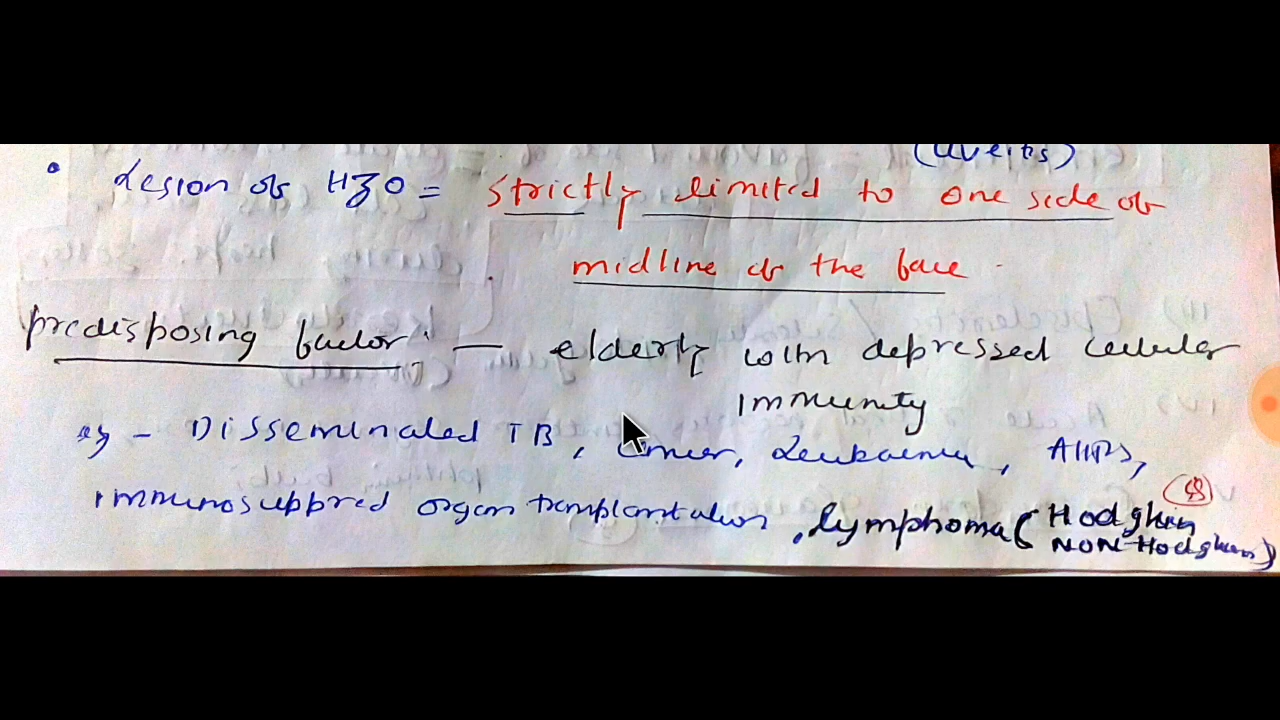 (uveitis)
• Lesion of HZO = strictly limited to one side of
midline of the face
predisposing factor :— elderly with depressed cellular
immunity
eg - Disseminated TB, Cancer, Leukaemia, AIDS,
immunosuppred organ transplantation, lymphoma (Hodgkin
NON-Hodgkin)